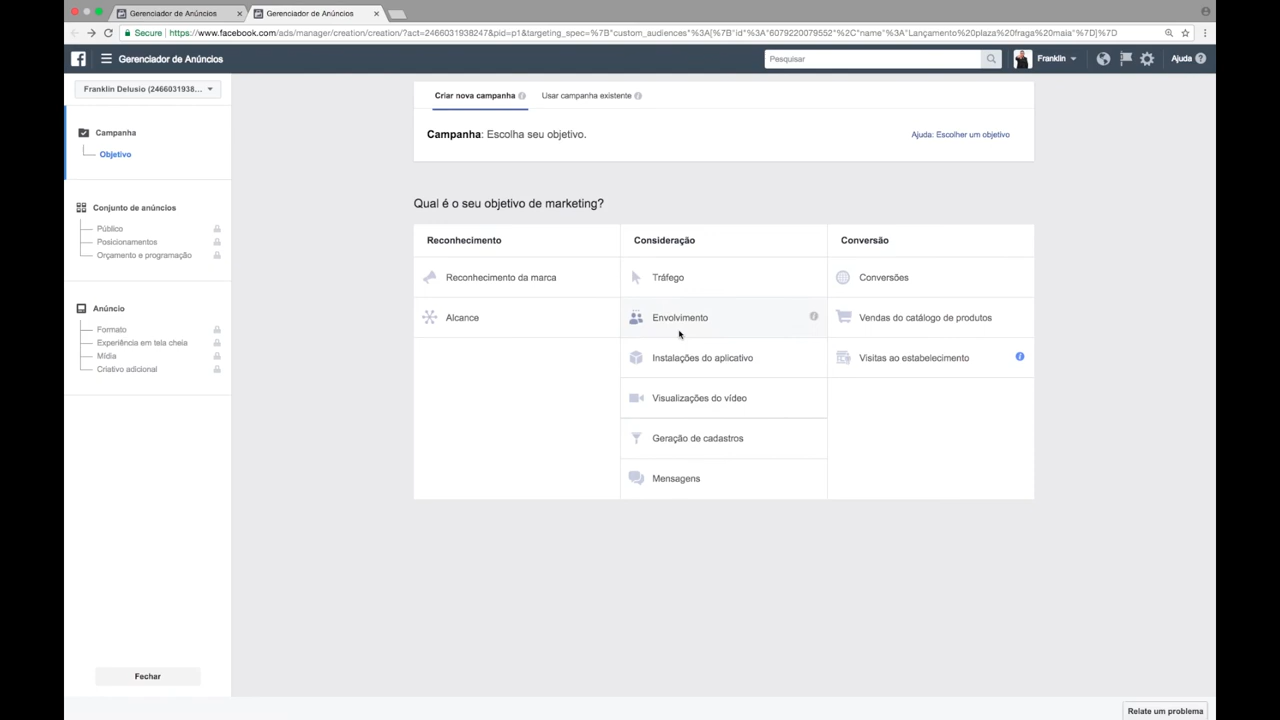 Gerenciador de Anúncios
Gerenciador de Anúncios
Secure
https://www.facebook.com/ads/manager/creation/creation/?act=2466031938247&pid=p1&targeting_spec=%7B"custom_audiences"%3A[%7B"id"%3A"6079220079552"%2C"name"%3A"Lançamento%20plaza%20fraga%20maia"%7D]%7D
Gerenciador de Anúncios
Pesquisar
Franklin
Ajuda
Franklin Delusio (2466031938...
Campanha
Objetivo
Conjunto de anúncios
Público
Posicionamentos
Orçamento e programação
Anúncio
Formato
Experiência em tela cheia
Mídia
Criativo adicional
Fechar
Criar nova campanha
Usar campanha existente
Campanha: Escolha seu objetivo.
Ajuda: Escolher um objetivo
Qual é o seu objetivo de marketing?
Reconhecimento
Consideração
Conversão
Reconhecimento da marca
Tráfego
Conversões
Alcance
Envolvimento
Vendas do catálogo de produtos
Instalações do aplicativo
Visitas ao estabelecimento
Visualizações do vídeo
Geração de cadastros
Mensagens
Relate um problema